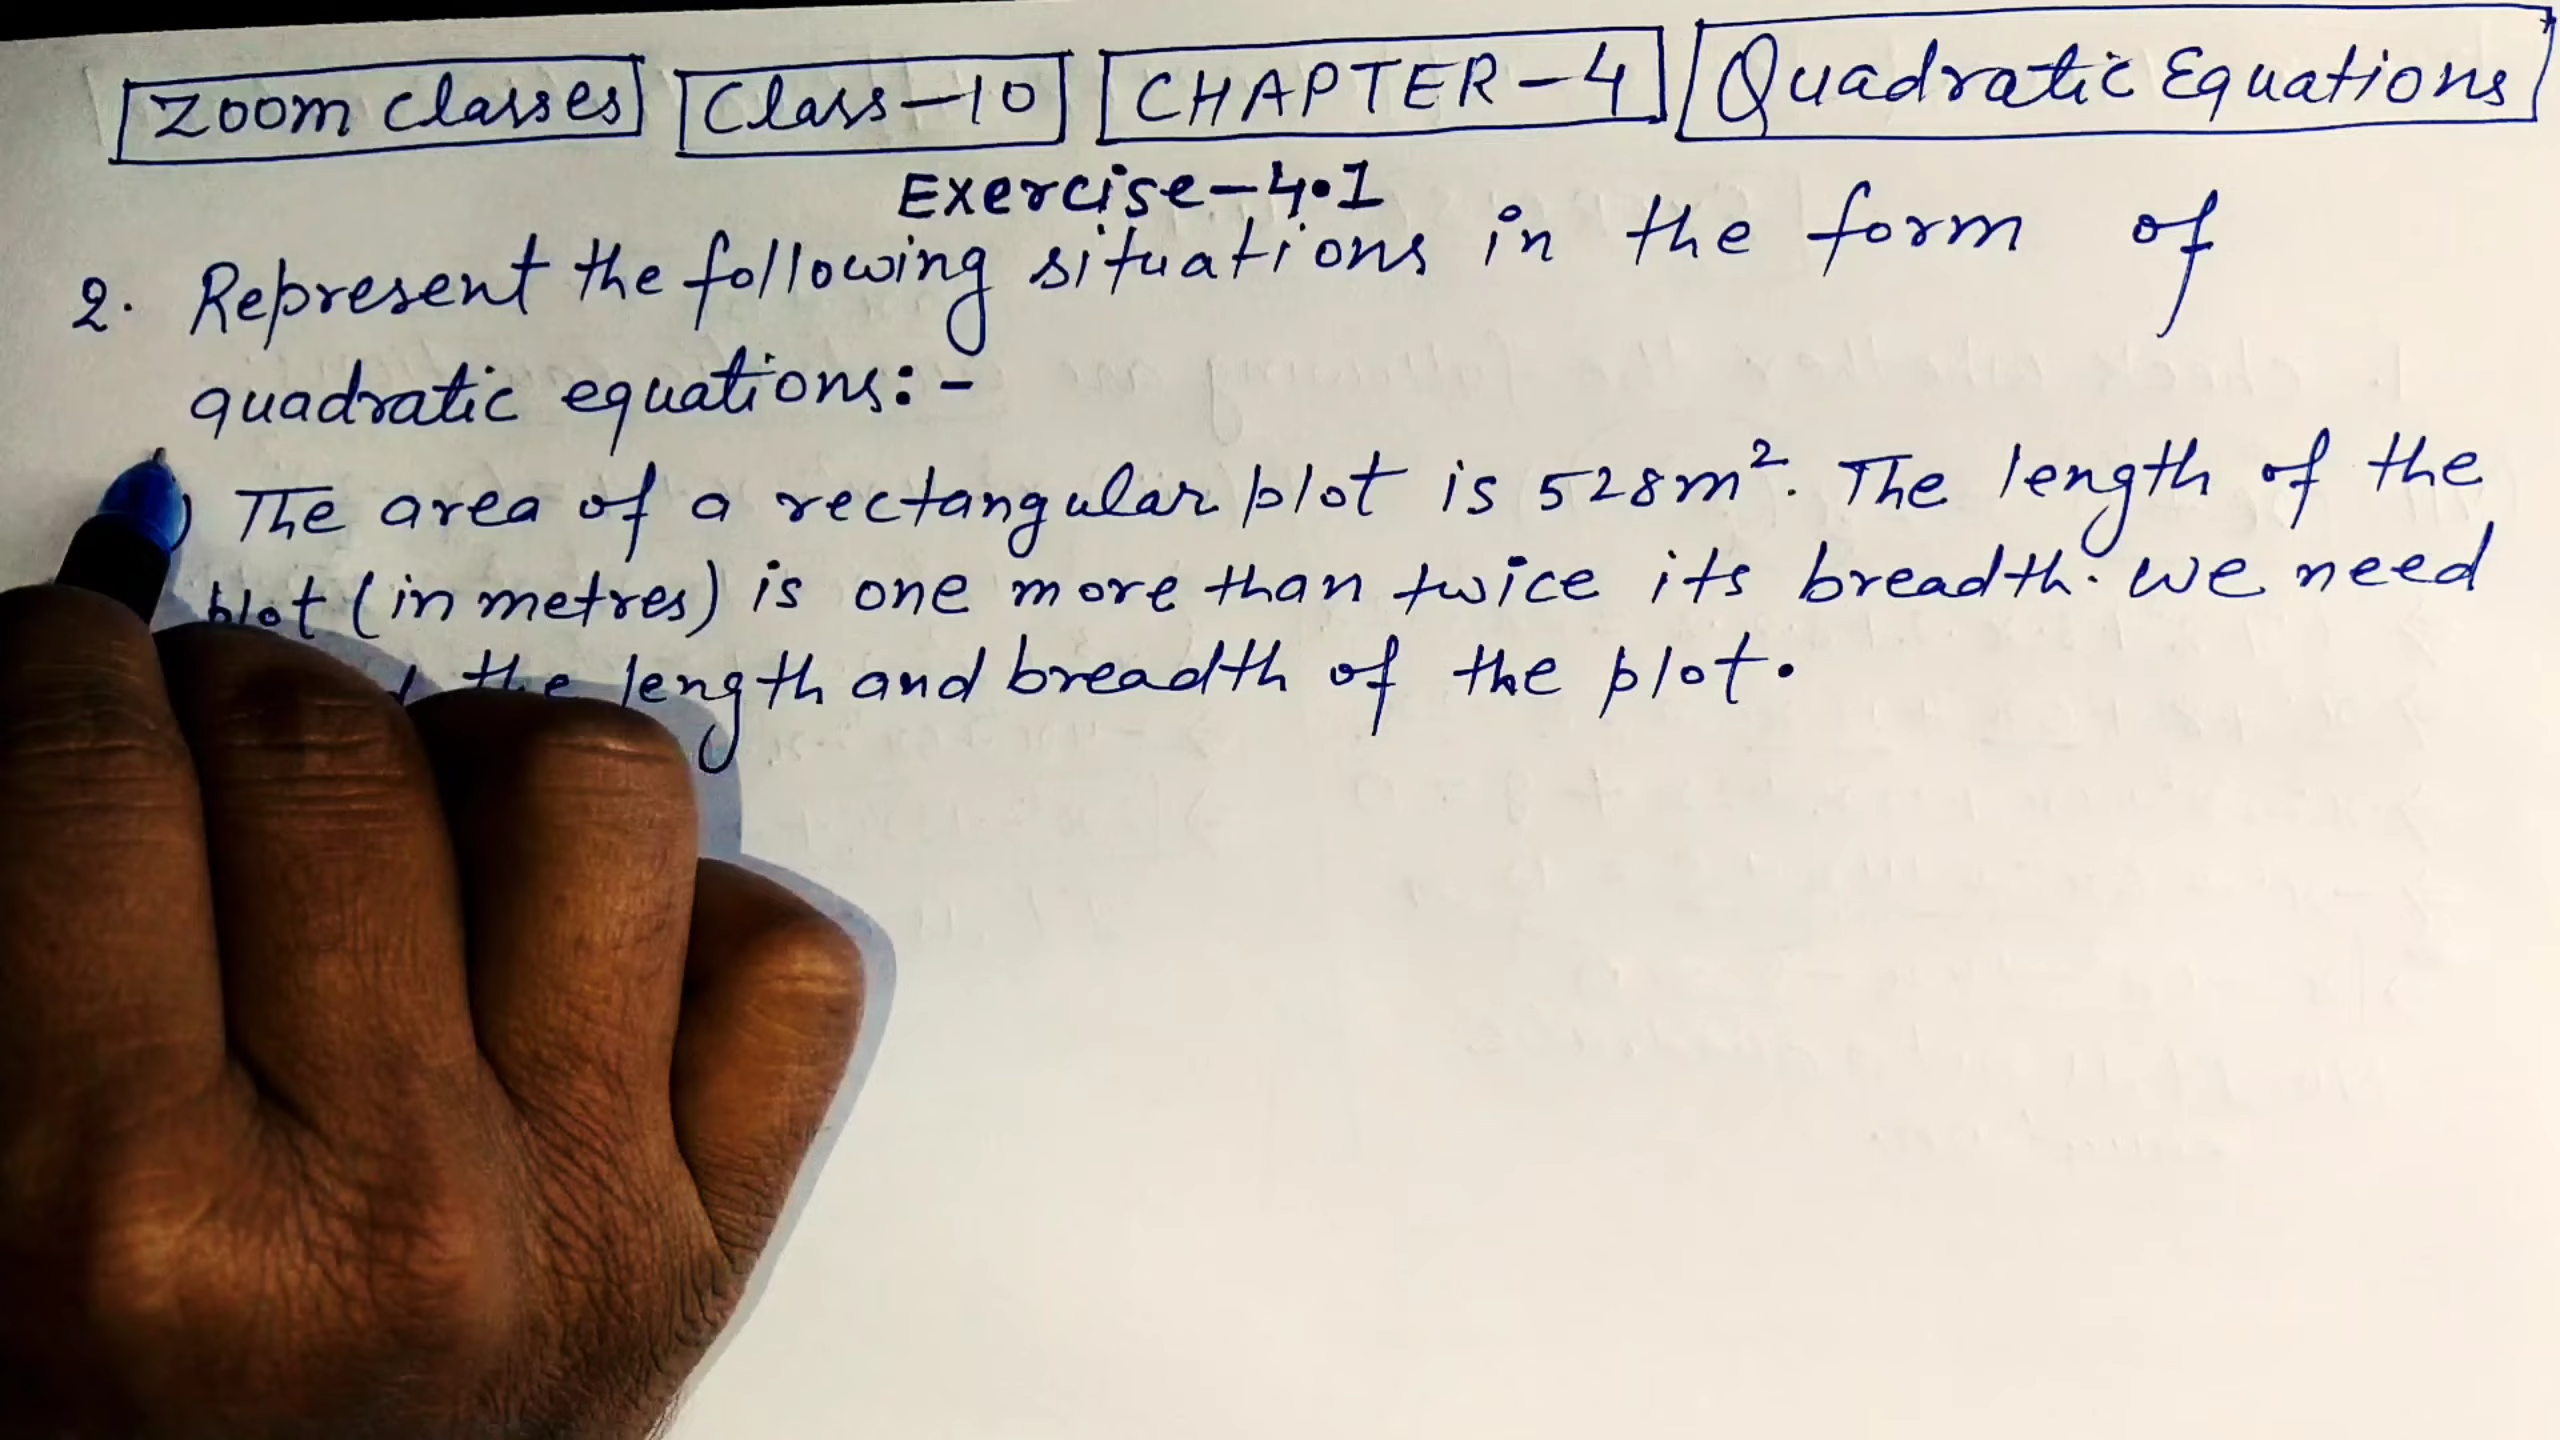 Zoom classes Class-10 CHAPTER-4 Quadratic Equations
Exercise-4.1
2. Represent the following situations in the form of
quadratic equations:-
) The area of a rectangular plot is 528m². The length of the
plot (in metres) is one more than twice its breadth. We need
the length and breadth of the plot.